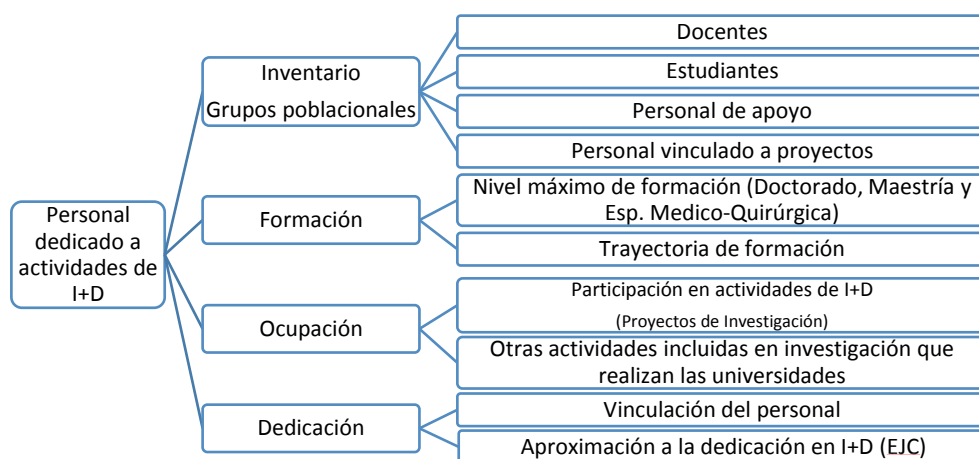 Personal
dedicado a
actividades de
I+D
Inventario
Grupos poblacionales
Docentes
Estudiantes
Personal de apoyo
Personal vinculado a proyectos
Formación
Nivel máximo de formación (Doctorado, Maestría y
Esp. Medico-Quirúrgica)
Trayectoria de formación
Ocupación
Participación en actividades de I+D
(Proyectos de Investigación)
Otras actividades incluidas en investigación que
realizan las universidades
Dedicación
Vinculación del personal
Aproximación a la dedicación en I+D (EJC)